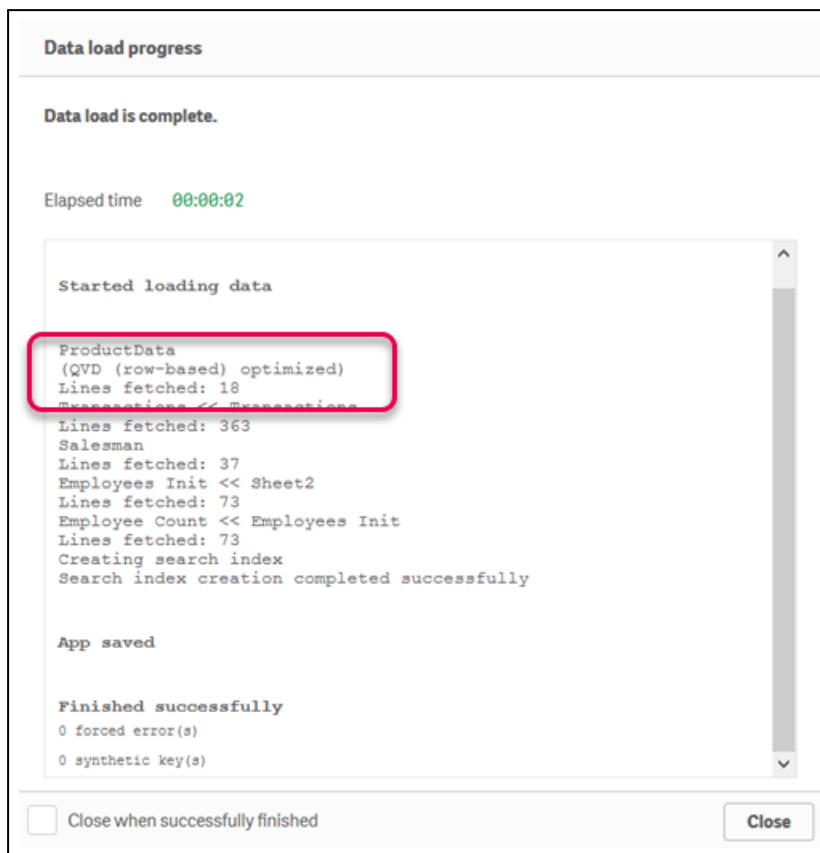 Data load progress
Data load is complete.
Elapsed time 00:00:02
Started loading data
ProductData
(QVD (row-based) optimized)
Lines fetched: 18
Transactions << Transactions
Lines fetched: 363
Salesman
Lines fetched: 37
Employees Init << Sheet2
Lines fetched: 73
Employee Count << Employees Init
Lines fetched: 73
Creating search index
Search index creation completed successfully
App saved
Finished successfully
0 forced error(s)
0 synthetic key(s)
Close when successfully finished
Close